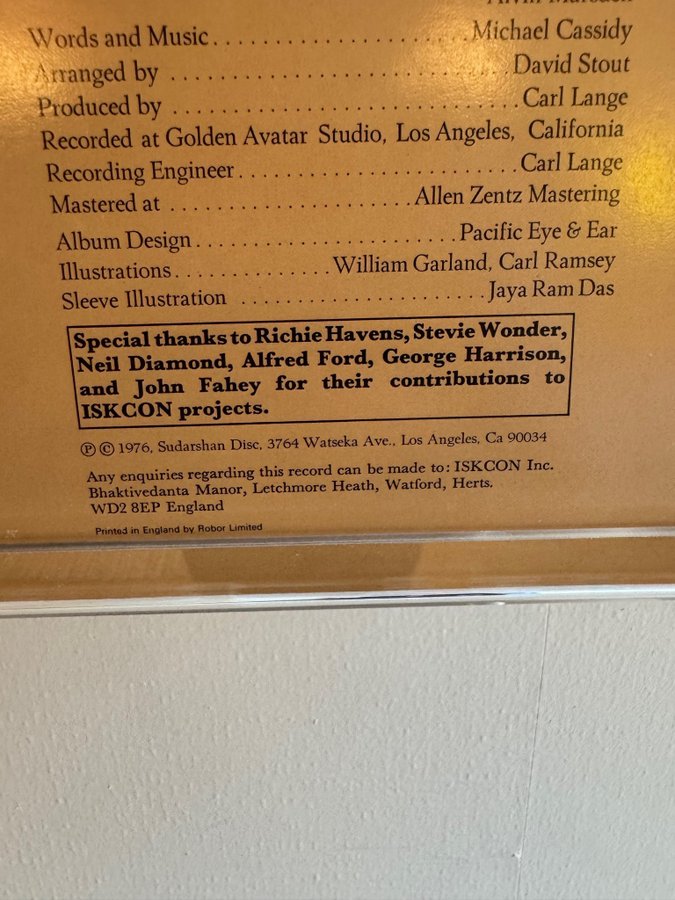 Words and Music........................Michael Cassidy
Arranged by ..............................David Stout
Produced by ..............................Carl Lange
Recorded at Golden Avatar Studio, Los Angeles, California
Recording Engineer........................Carl Lange
Mastered at .....................Allen Zentz Mastering
Album Design.......................Pacific Eye & Ear
Illustrations.............William Garland, Carl Ramsey
Sleeve Illustration .....................Jaya Ram Das
Special thanks to Richie Havens, Stevie Wonder,
Neil Diamond, Alfred Ford, George Harrison,
and John Fahey for their contributions to
ISKCON projects.
Ⓟ © 1976, Sudarshan Disc, 3764 Watseka Ave., Los Angeles, Ca 90034
Any enquiries regarding this record can be made to: ISKCON Inc.
Bhaktivedanta Manor, Letchmore Heath, Watford, Herts.
WD2 8EP England
Printed in England by Robor Limited